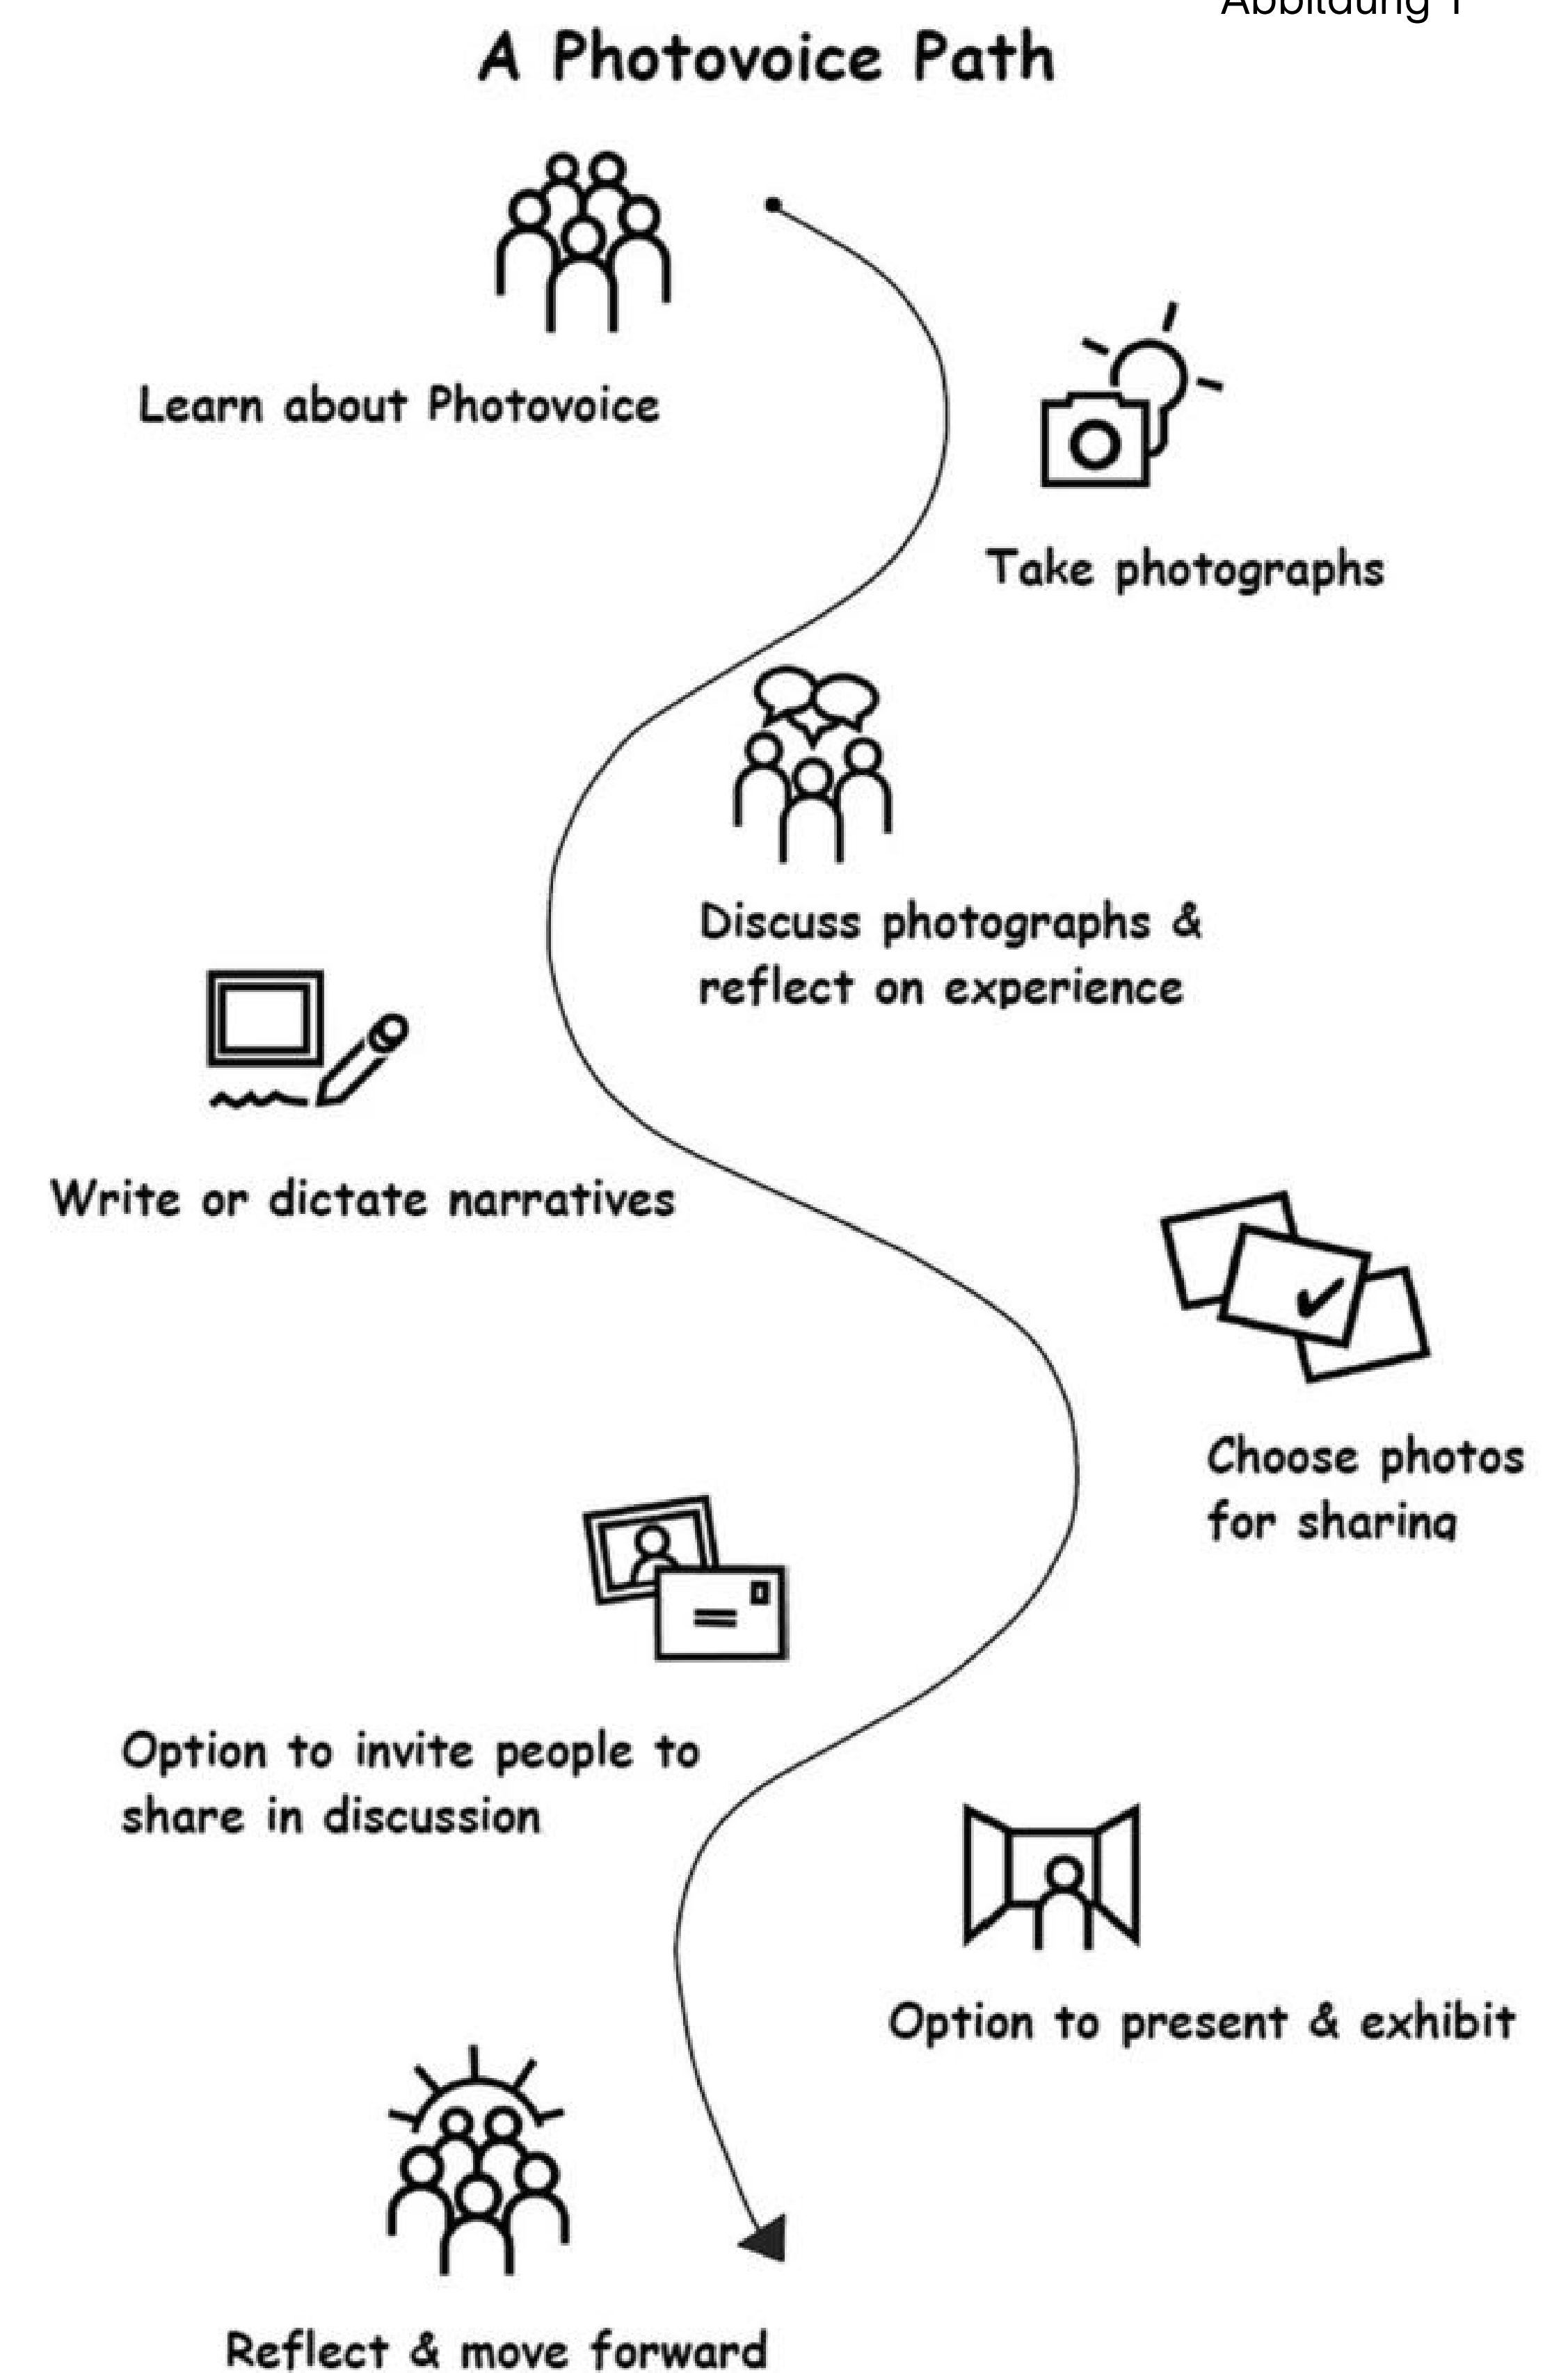 Abbildung 1
A Photovoice Path
Learn about Photovoice
Take photographs
Discuss photographs &
reflect on experience
Write or dictate narratives
Choose photos
for sharing
Option to invite people to
share in discussion
Option to present & exhibit
Reflect & move forward